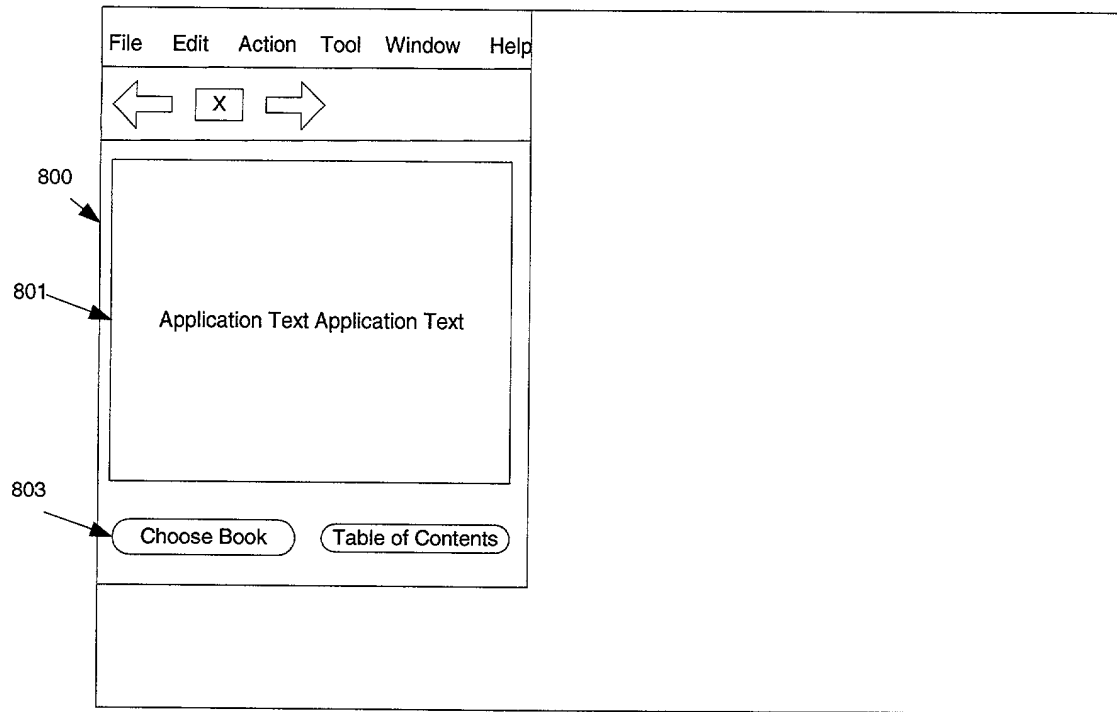 File Edit Action Tool Window Help
X
800
801
Application Text Application Text
803
Choose Book Table of Contents